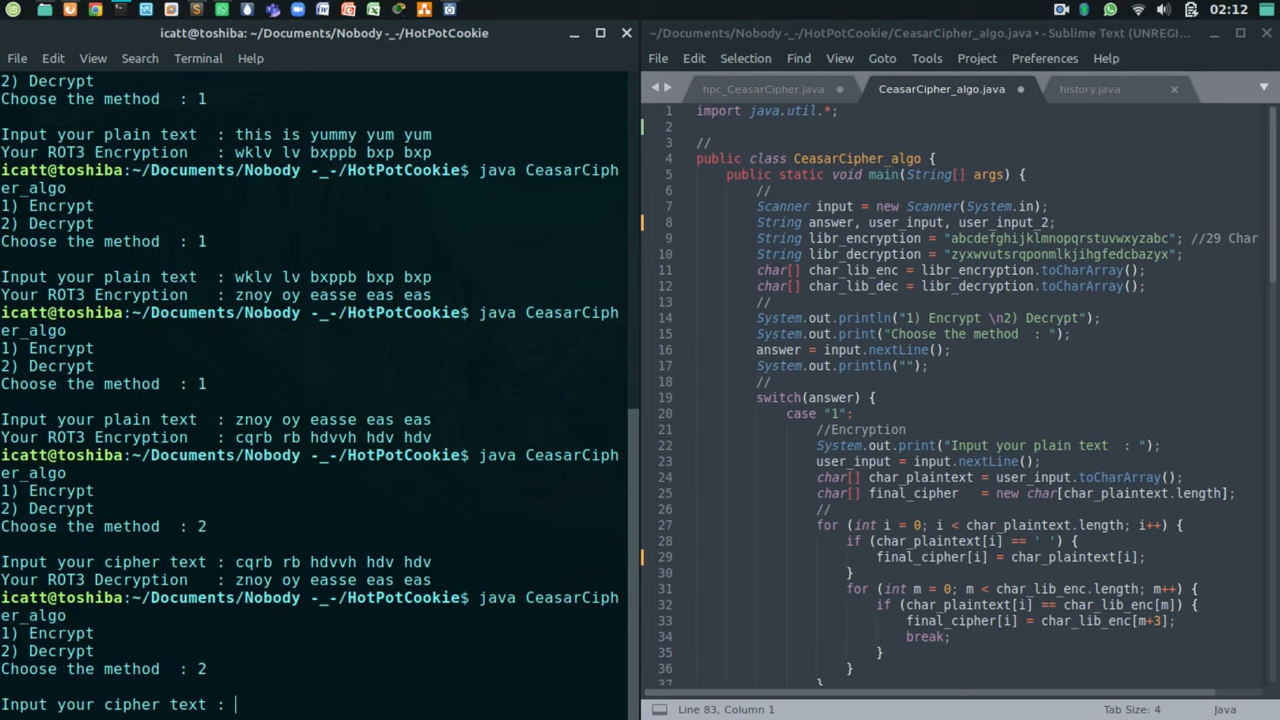 02:12
icatt@toshiba: ~/Documents/Nobody -_-/HotPotCookie
File Edit View Search Terminal Help
2) Decrypt
Choose the method  : 1
Input your plain text  : this is yummy yum yum
Your ROT3 Encryption   : wklv lv bxppb bxp bxp
icatt@toshiba:~/Documents/Nobody -_-/HotPotCookie$ java CeasarCiph
er_algo
1) Encrypt
2) Decrypt
Choose the method  : 1
Input your plain text  : wklv lv bxppb bxp bxp
Your ROT3 Encryption   : znoy oy easse eas eas
icatt@toshiba:~/Documents/Nobody -_-/HotPotCookie$ java CeasarCiph
er_algo
1) Encrypt
2) Decrypt
Choose the method  : 1
Input your plain text  : znoy oy easse eas eas
Your ROT3 Encryption   : cqrb rb hdvvh hdv hdv
icatt@toshiba:~/Documents/Nobody -_-/HotPotCookie$ java CeasarCiph
er_algo
1) Encrypt
2) Decrypt
Choose the method  : 2
Input your cipher text : cqrb rb hdvvh hdv hdv
Your ROT3 Decryption   : znoy oy easse eas eas
icatt@toshiba:~/Documents/Nobody -_-/HotPotCookie$ java CeasarCiph
er_algo
1) Encrypt
2) Decrypt
Choose the method  : 2
Input your cipher text :
~/Documents/Nobody -_-/HotPotCookie/CeasarCipher_algo.java • - Sublime Text (UNREGI...
File Edit Selection Find View Goto Tools Project Preferences Help
hpc_CeasarCipher.java CeasarCipher_algo.java history.java
1 import java.util.*;
2
3 //
4 public class CeasarCipher_algo {
5 public static void main(String[] args) {
6 //
7 Scanner input = new Scanner(System.in);
8 String answer, user_input, user_input_2;
9 String libr_encryption = "abcdefghijklmnopqrstuvwxyzabc"; //29 Char
10 String libr_decryption = "zyxwvutsrqponmlkjihgfedcbazyx";
11 char[] char_lib_enc = libr_encryption.toCharArray();
12 char[] char_lib_dec = libr_decryption.toCharArray();
13 //
14 System.out.println("1) Encrypt \n2) Decrypt");
15 System.out.print("Choose the method  : ");
16 answer = input.nextLine();
17 System.out.println("");
18 //
19 switch(answer) {
20 case "1":
21 //Encryption
22 System.out.print("Input your plain text  : ");
23 user_input = input.nextLine();
24 char[] char_plaintext = user_input.toCharArray();
25 char[] final_cipher   = new char[char_plaintext.length];
26 //
27 for (int i = 0; i < char_plaintext.length; i++) {
28 if (char_plaintext[i] == ' ') {
29 final_cipher[i] = char_plaintext[i];
30 }
31 for (int m = 0; m < char_lib_enc.length; m++) {
32 if (char_plaintext[i] == char_lib_enc[m]) {
33 final_cipher[i] = char_lib_enc[m+3];
34 break;
35 }
36 }
37 }
Line 83, Column 1
Tab Size: 4
Java